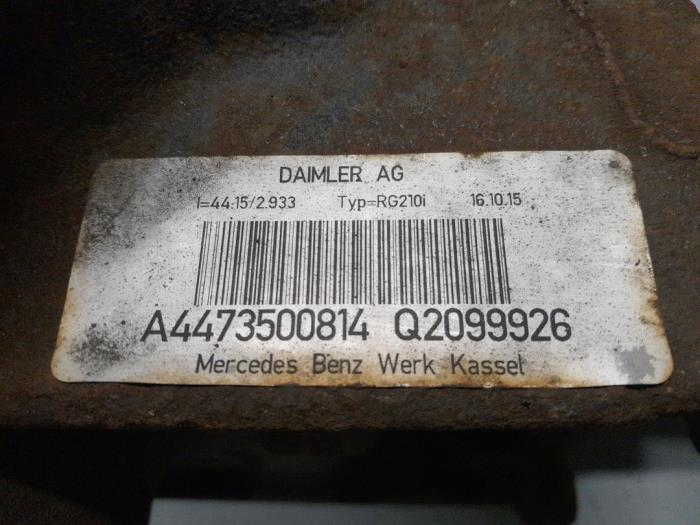 DAIMLER AG
I=44:15/2.933 Typ=RG210i 16.10.15
A4473500814 Q2099926
Mercedes Benz Werk Kassel